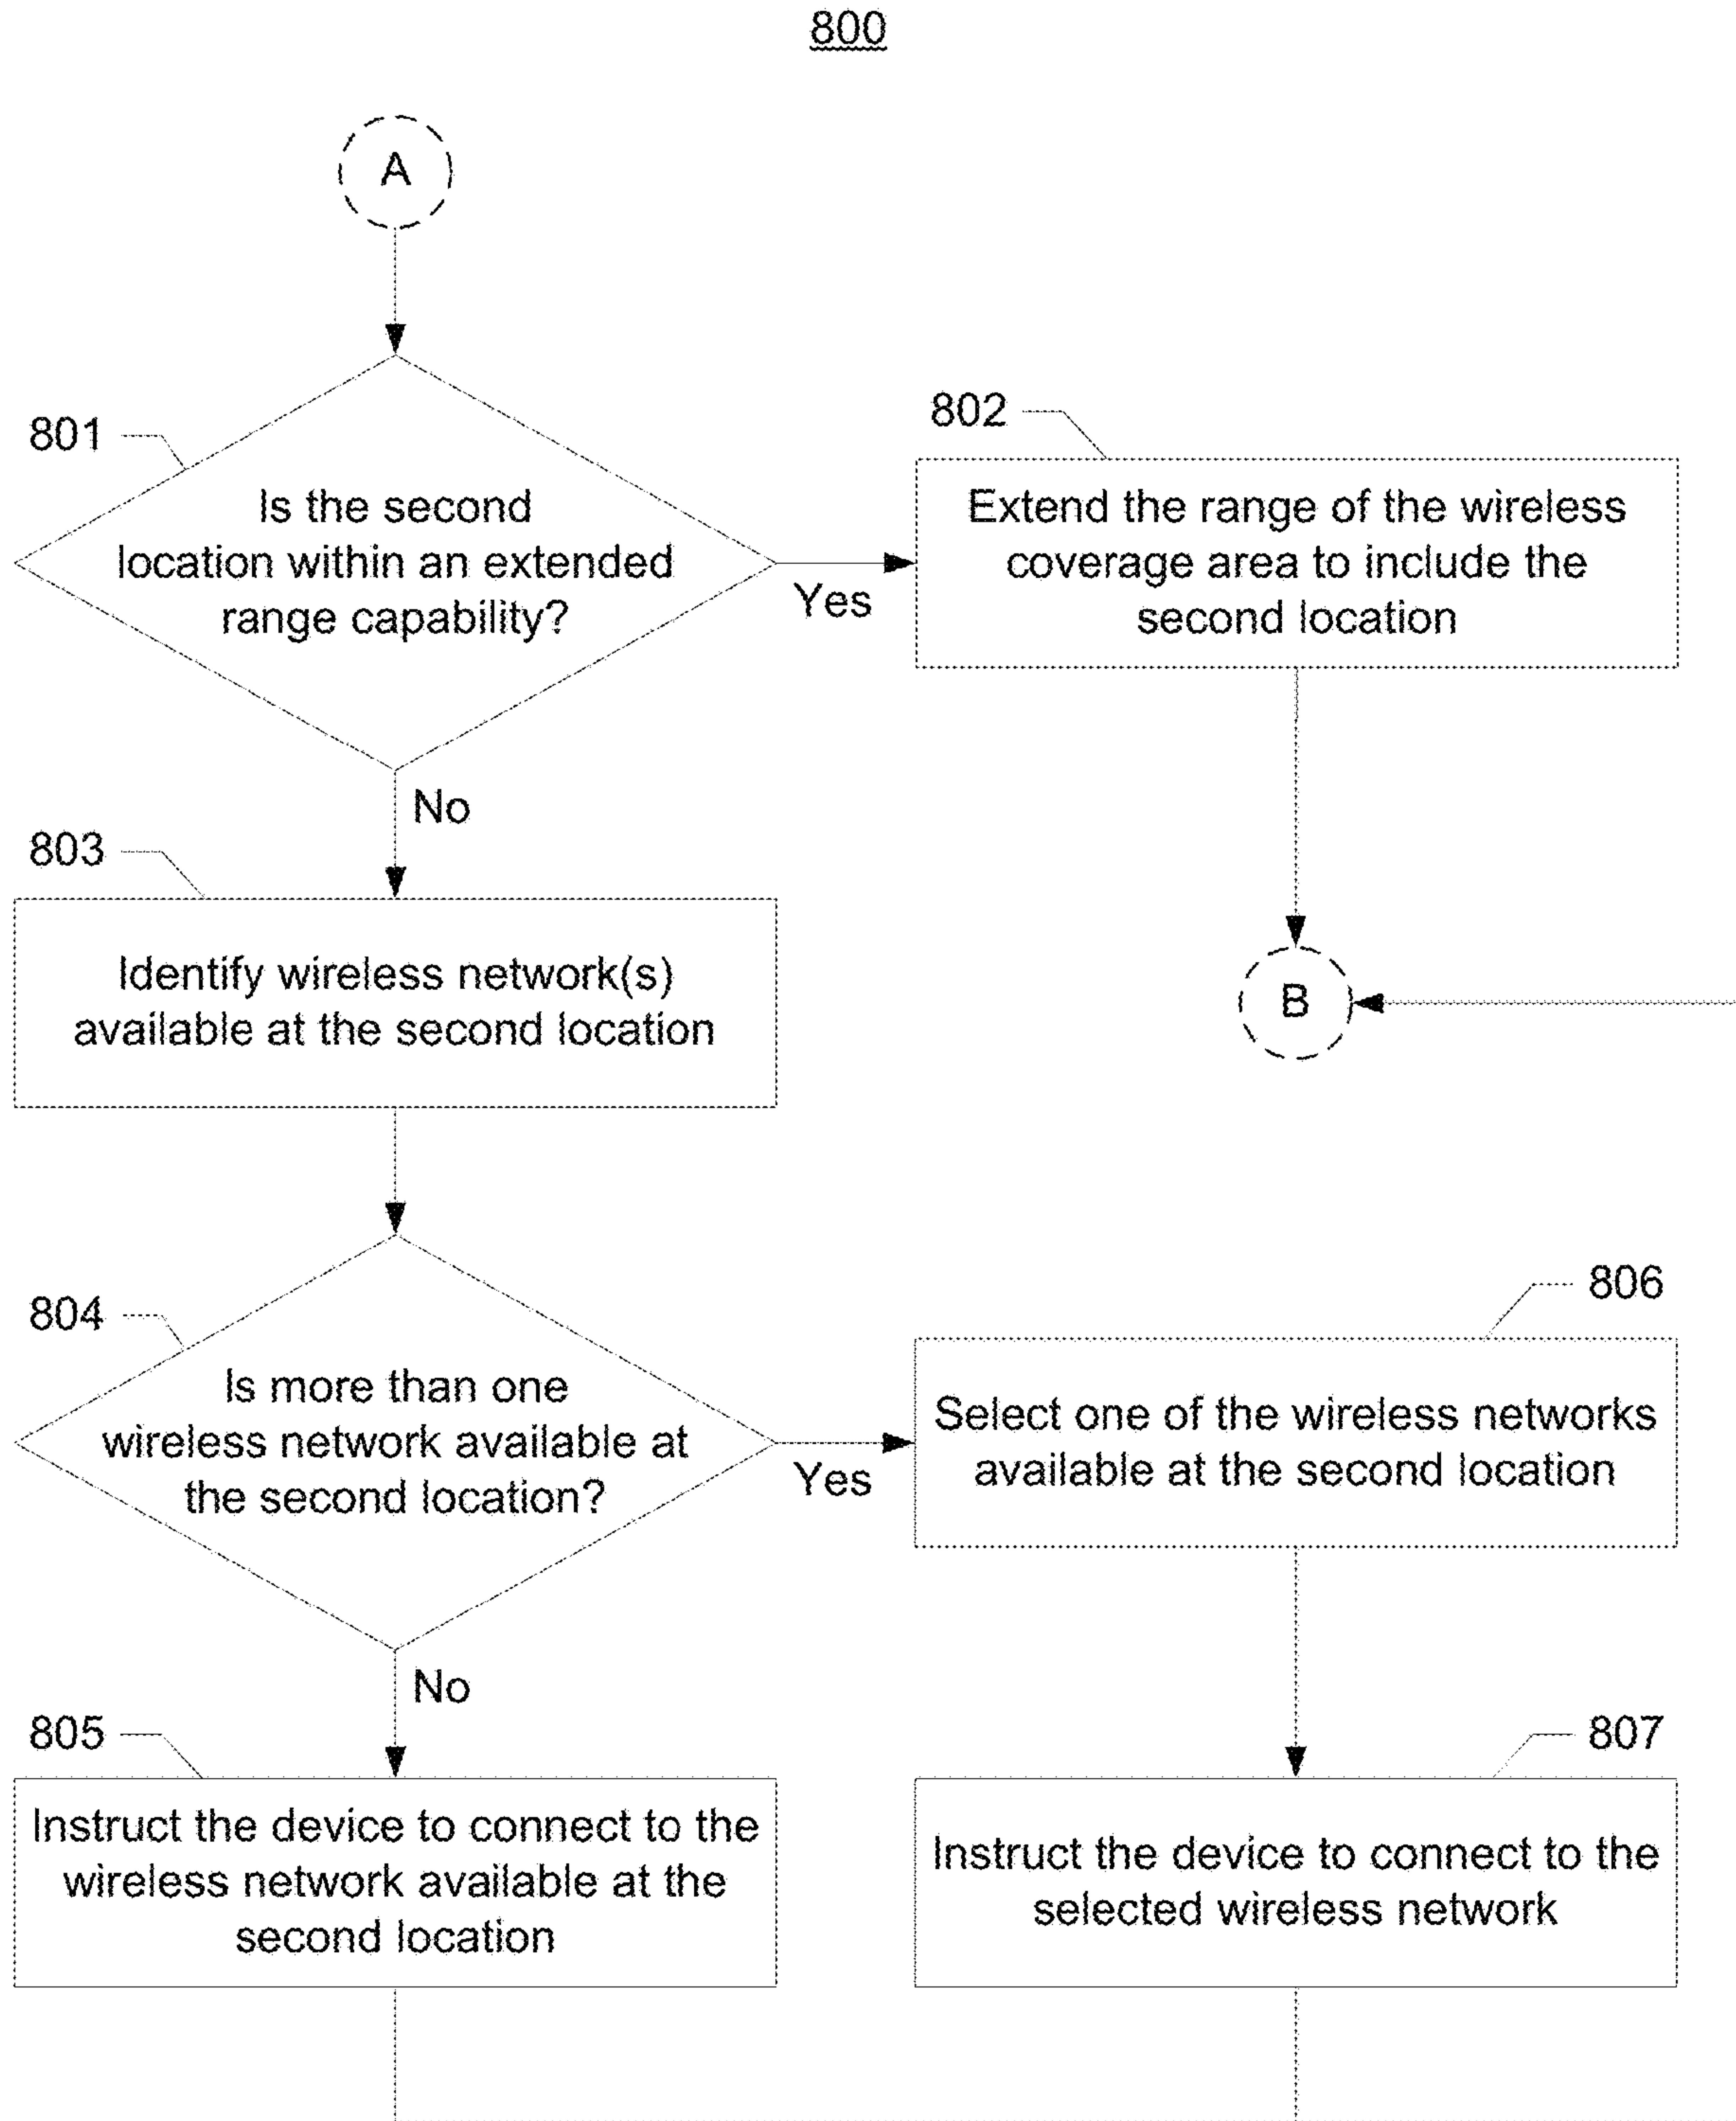 800
A
801
Is the second
location within an extended
range capability?
Yes
802
Extend the range of the wireless
coverage area to include the
second location
No
803
Identify wireless network(s)
available at the second location
B
804
Is more than one
wireless network available at
the second location?
Yes
806
Select one of the wireless networks
available at the second location
No
805
Instruct the device to connect to the
wireless network available at the
second location
807
Instruct the device to connect to the
selected wireless network